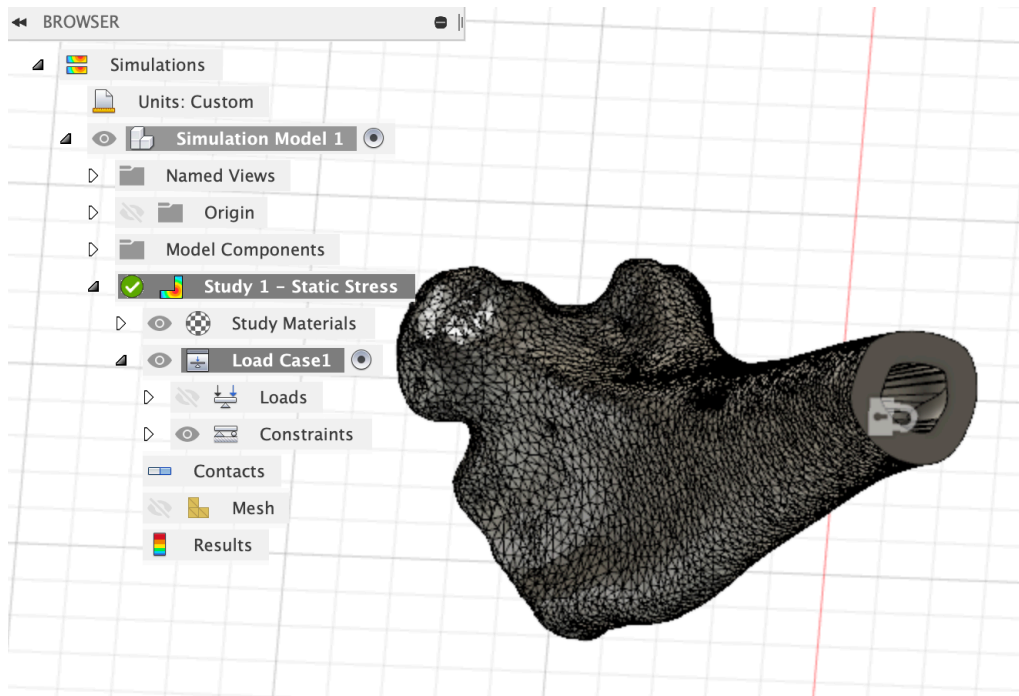 BROWSER
Simulations
Units: Custom
Simulation Model 1
Named Views
Origin
Model Components
Study 1 - Static Stress
Study Materials
Load Case1
Loads
Constraints
Contacts
Mesh
Results